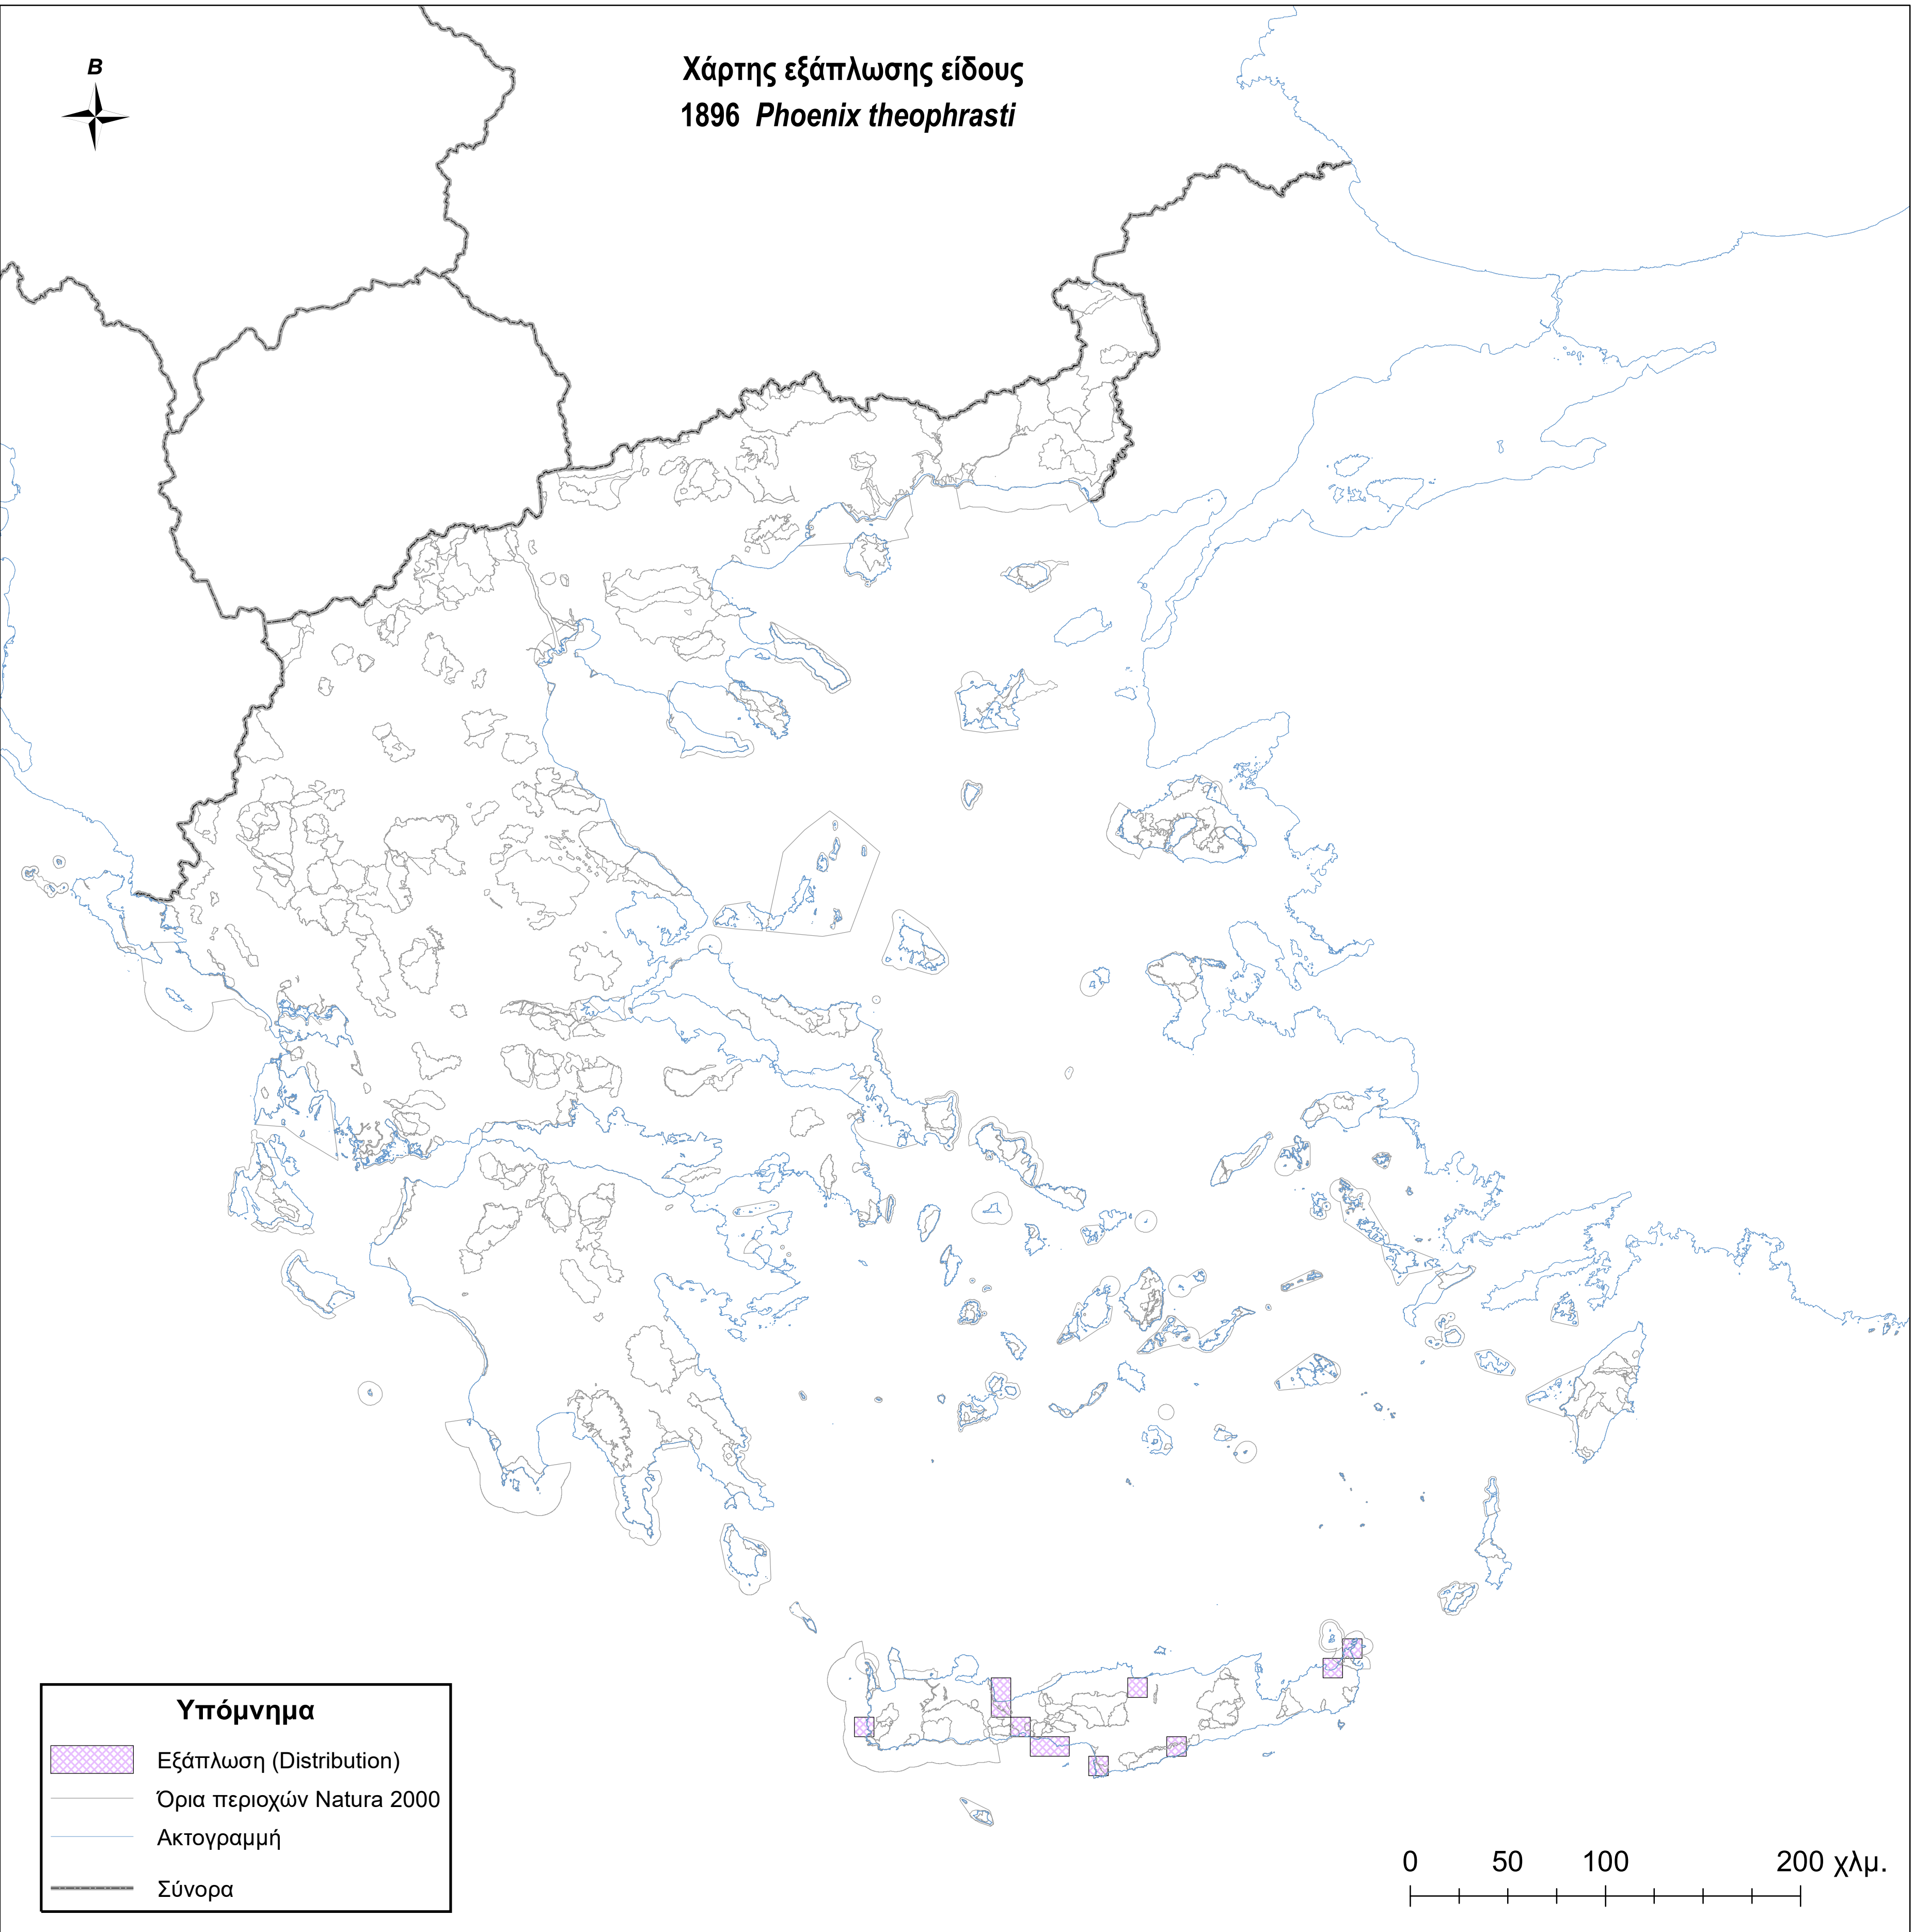 Χάρτης εξάπλωσης είδους
1896 Phoenix theophrasti
Β
Υπόμνημα
Εξάπλωση (Distribution)
Όρια περιοχών Natura 2000
Ακτογραμμή
Σύνορα
0 50 100 200 χλμ.